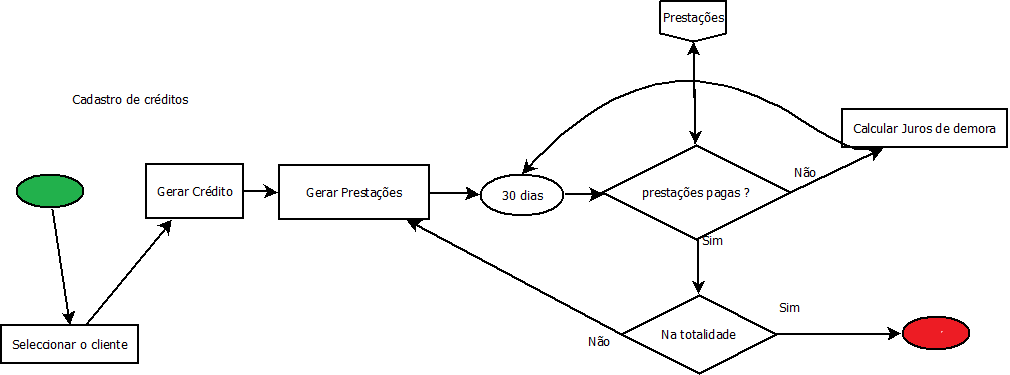 Prestações
Cadastro de créditos
Calcular Juros de demora
Não
Gerar Crédito
Gerar Prestações
30 dias
prestações pagas ?
Sim
Sim
Seleccionar o cliente
Na totalidade
Não